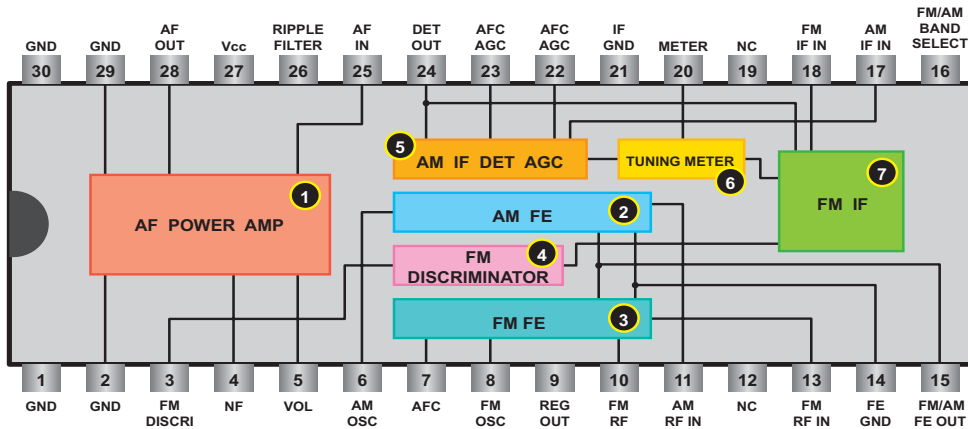 FM/AM
AF RIPPLE AF DET AFC AFC IF FM AM BAND
GND GND OUT Vcc FILTER IN OUT AGC AGC GND METER NC IF IN IF IN SELECT
30 29 28 27 26 25 24 23 22 21 20 19 18 17 16
5 AM IF DET AGC TUNING METER 6 7
FM IF
1 AF POWER AMP
AM FE 2
FM 4
DISCRIMINATOR
FM FE 3
1 2 3 4 5 6 7 8 9 10 11 12 13 14 15
GND GND FM NF VOL AM AFC FM REG FM AM NC FM FE FM/AM
DISCRI OSC OSC OUT RF RF IN RF IN GND FE OUT